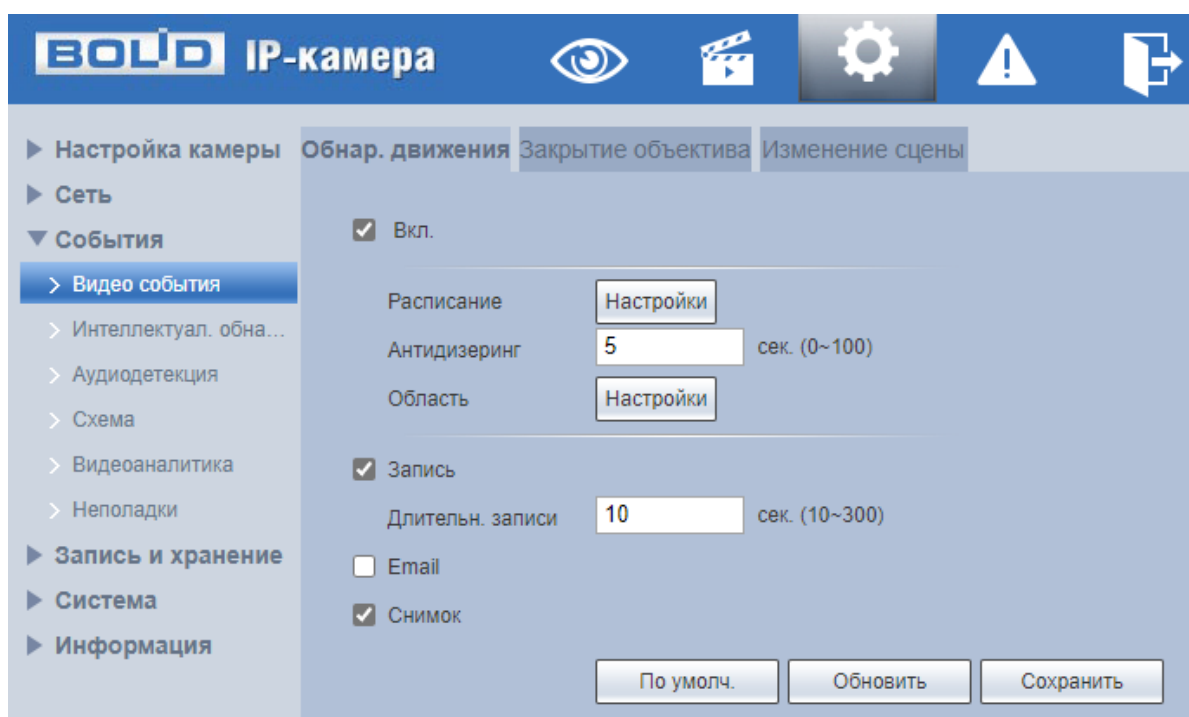 BOLID IP-камера
Настройка камеры
Сеть
События
Видео события
Интеллектуал. обна...
Аудиодетекция
Схема
Видеоаналитика
Неполадки
Запись и хранение
Система
Информация
Обнар. движения Закрытие объектива Изменение сцены
Вкл.
Расписание Настройки
Антидизеринг 5 сек. (0~100)
Область Настройки
Запись
Длительн. записи 10 сек. (10~300)
Email
Снимок
По умолч. Обновить Сохранить